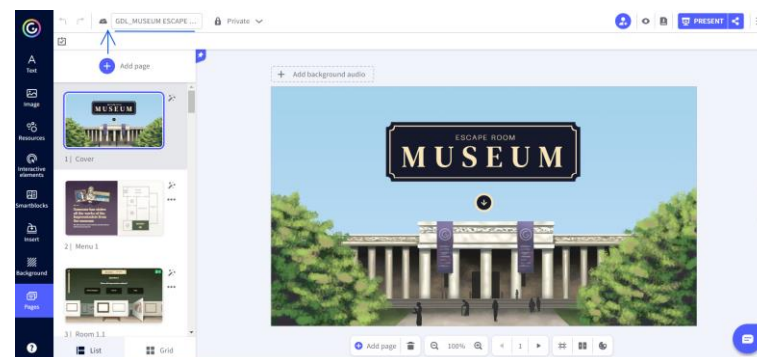 GDL_MUSEUM ESCAPE ...
Private
PRESENT
Add page
Add background audio
Text
Image
Resources
Interactive
elements
Smartblocks
Insert
Background
Pages
MUSEUM
1 | Cover
2 | Menu 1
3 | Room 1.1
List
Grid
ESCAPE ROOM
MUSEUM
Add page
100%
1